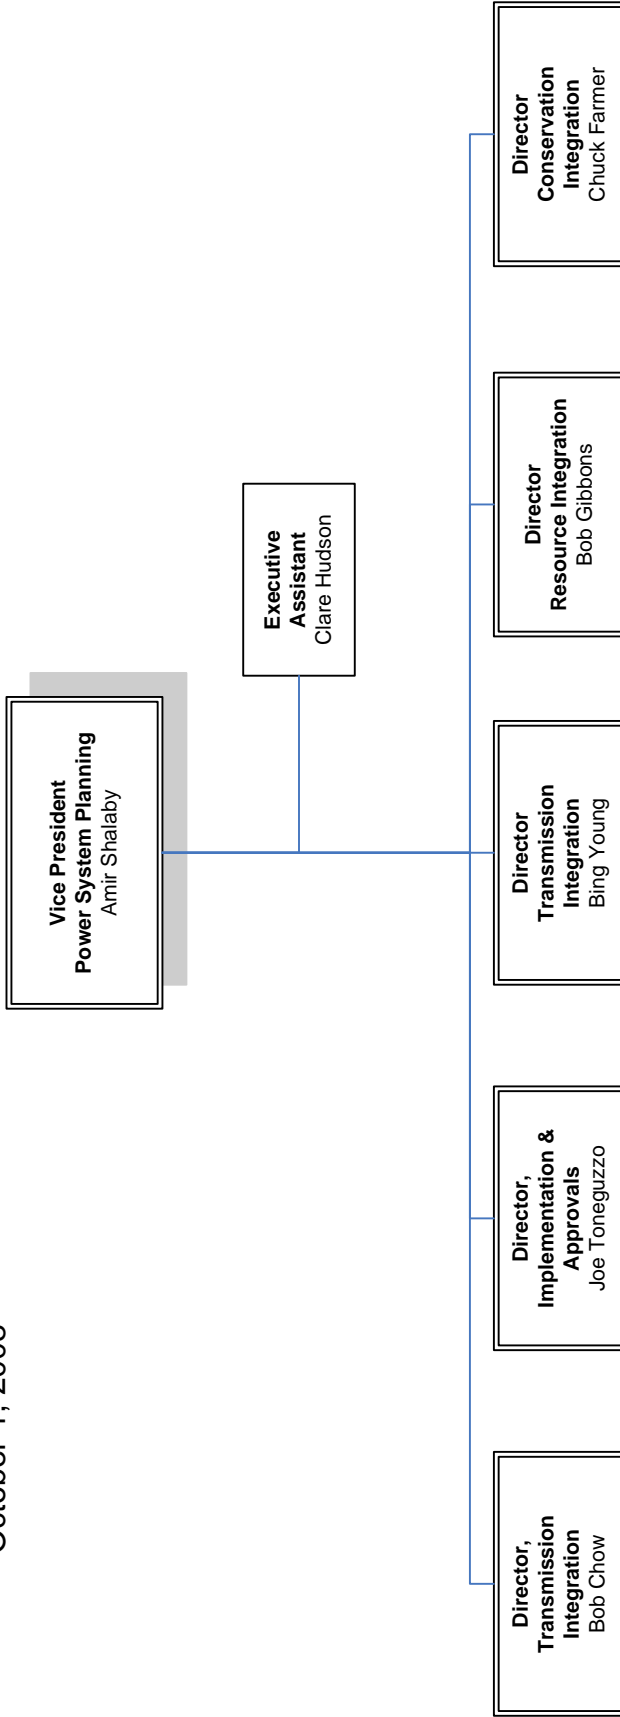 October 1,
Vice President
Power System Planning
Amir Shalaby
Executive
Assistant
Clare Hudson
Director,
Transmission
Integration
Bob Chow
Director,
Implementation &
Approvals
Joe Toneguzzo
Director
Transmission
Integration
Bing Young
Director
Resource Integration
Bob Gibbons
Director
Conservation
Integration
Chuck Farmer